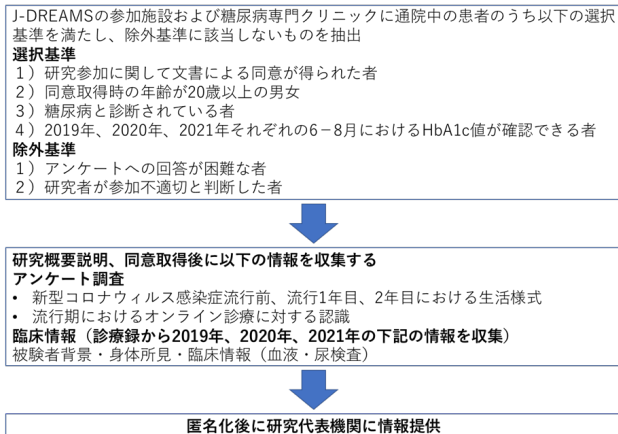 J-DREAMSの参加施設および糖尿病専門クリニックに通院中の患者のうち以下の選択
基準を満たし、除外基準に該当しないものを抽出
選択基準
１）研究参加に関して文書による同意が得られた者
２）同意取得時の年齢が20歳以上の男女
３）糖尿病と診断されている者
４）2019年、2020年、2021年それぞれの6－8月におけるHbA1c値が確認できる者
除外基準
１）アンケートへの回答が困難な者
２）研究者が参加不適切と判断した者
研究概要説明、同意取得後に以下の情報を収集する
アンケート調査
• 新型コロナウィルス感染症流行前、流行1年目、2年目における生活様式
• 流行期におけるオンライン診療に対する認識
臨床情報（診療録から2019年、2020年、2021年の下記の情報を収集）
被験者背景・身体所見・臨床情報（血液・尿検査）
匿名化後に研究代表機関に情報提供